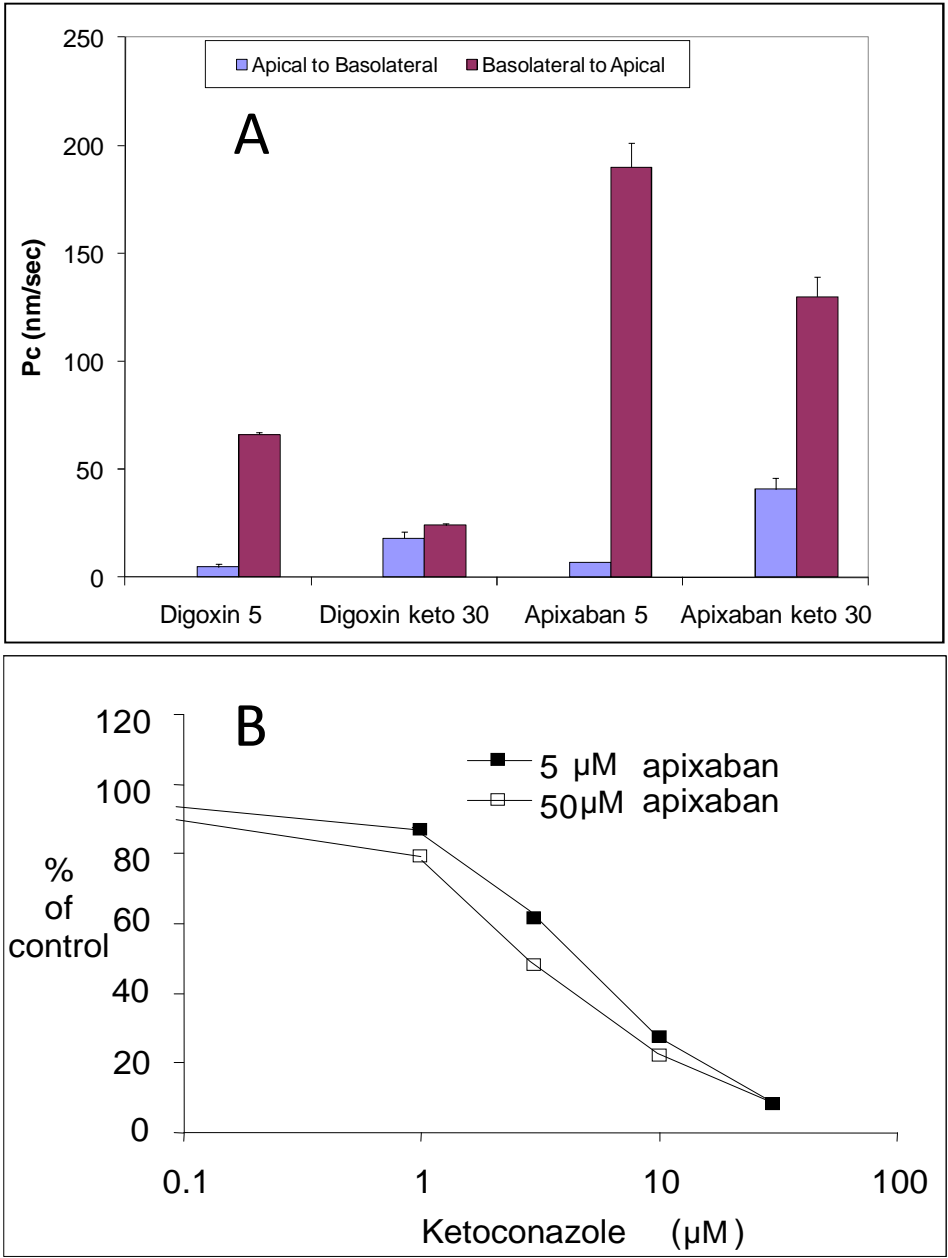 250
Apical to Basolateral Basolateral to Apical
A
200
150
Pc (nm/sec)
100
50
0
Digoxin 5 Digoxin keto 30 Apixaban 5 Apixaban keto 30
B
120
5 µM apixaban
50µM apixaban
100
80
%
of
control
60
40
20
0
0.1 1 10 100
Ketoconazole (µM)